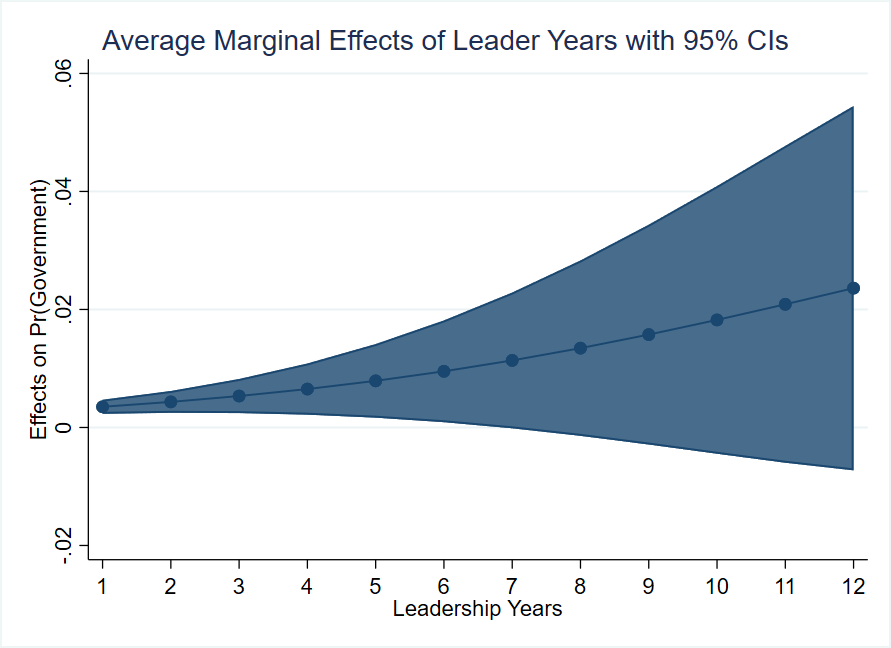 Average Marginal Effects of Leader Years with 95% CIs
Effects on Pr(Government)
.06
.04
.02
0
-.02
1 2 3 4 5 6 7 8 9 10 11 12
Leadership Years